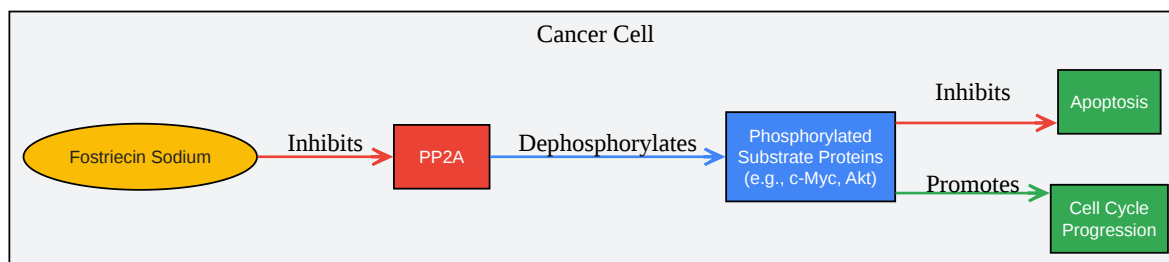 Cancer Cell
Fostriecin Sodium
Inhibits
PP2A
Dephosphorylates
Phosphorylated
Substrate Proteins
(e.g., c-Myc, Akt)
Inhibits
Apoptosis
Promotes
Cell Cycle
Progression